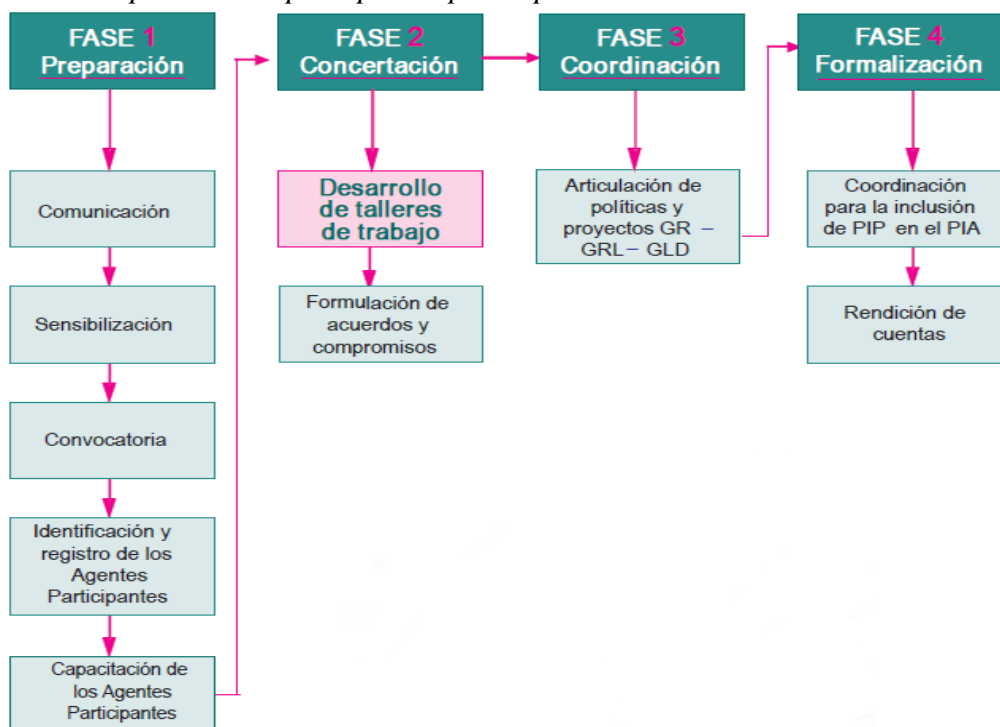 FASE 1
Preparación
Comunicación
Sensibilización
Convocatoria
Identificación y
registro de los
Agentes
Participantes
Capacitación de
los Agentes
Participantes
FASE 2
Concertación
Desarrollo
de talleres
de trabajo
Formulación de
acuerdos y
compromisos
FASE 3
Coordinación
Articulación de
políticas y
proyectos GR –
GRL – GLD
FASE 4
Formalización
Coordinación
para la inclusión
de PIP en el PIA
Rendición de
cuentas